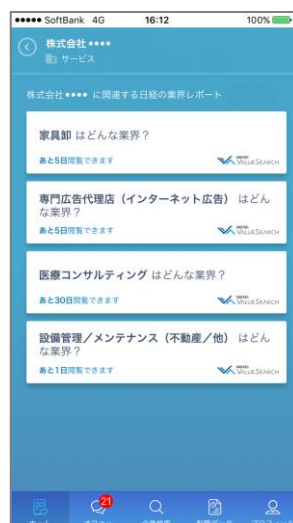 ●●●●● SoftBank 4G 16:12 100%
株式会社●●●●
サービス
株式会社●●●● に関連する日経の業界レポート
家具卸 はどんな業界？
あと5日閲覧できます
VALUESEARCH
専門広告代理店（インターネット広告） はどん
な業界？
あと5日閲覧できます
VALUESEARCH
医療コンサルティング はどんな業界？
あと30日閲覧できます
VALUESEARCH
設備管理／メンテナンス（不動産／他） はどん
な業界？
あと1日閲覧できます
VALUESEARCH
21